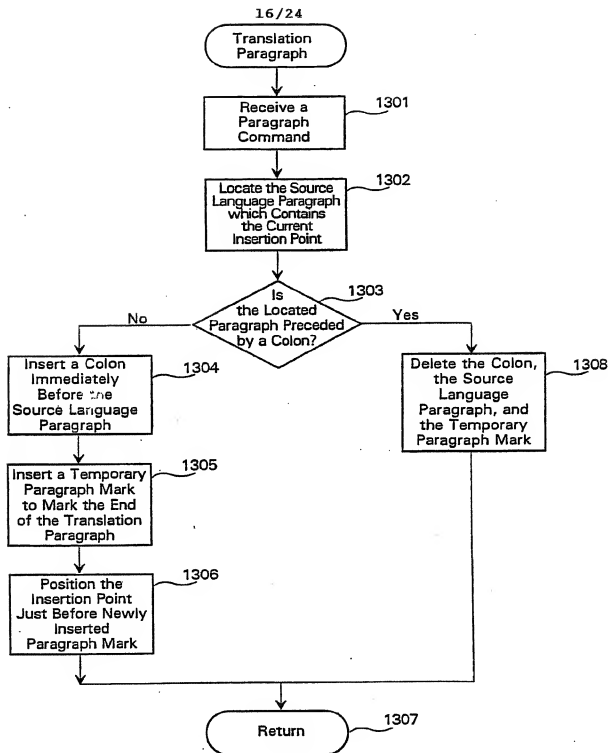 16/24
Translation
Paragraph
Receive a
Paragraph
Command
1301
Locate the Source
Language Paragraph
which Contains
the Current
Insertion Point
1302
Is
the Located
Paragraph Preceded
by a Colon?
1303
No
Yes
Insert a Colon
Immediately
Before the
Source Language
Paragraph
1304
Delete the Colon,
the Source
Language
Paragraph, and
the Temporary
Paragraph Mark
1308
Insert a Temporary
Paragraph Mark
to Mark the End
of the Translation
Paragraph
1305
Position the
Insertion Point
Just Before Newly
Inserted
Paragraph Mark
1306
Return
1307